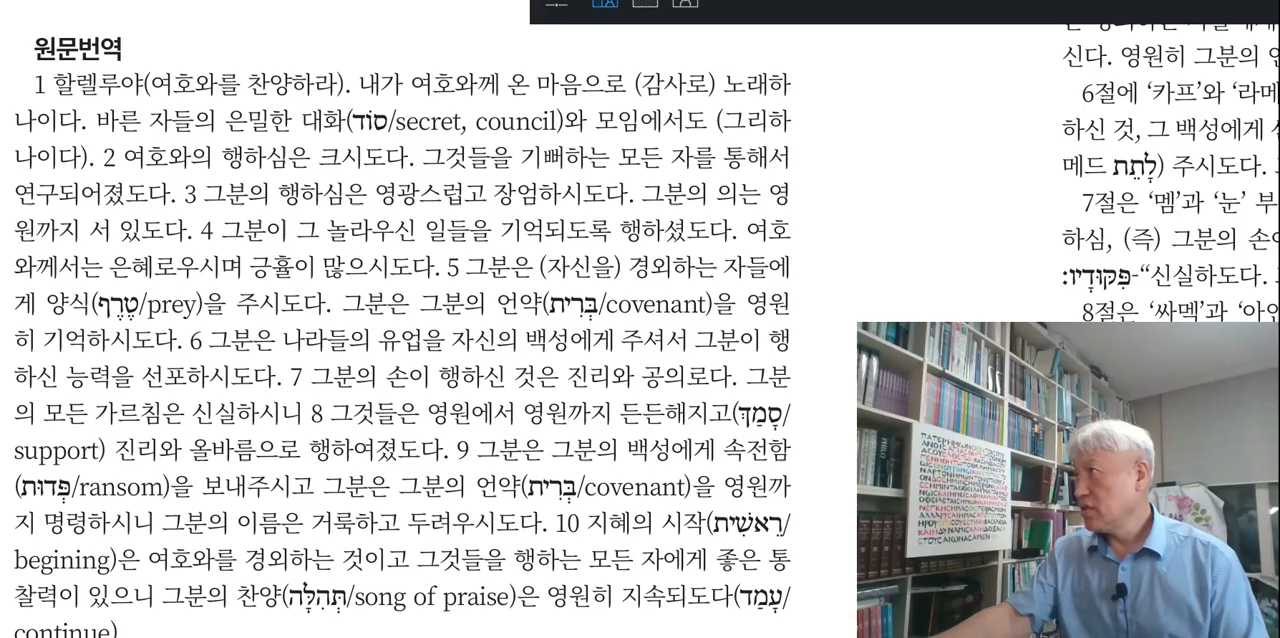 원문번역
1 할렐루야(여호와를 찬양하라). 내가 여호와께 온 마음으로 (감사로) 노래하
나이다. 바른 자들의 은밀한 대화(סוֹד/secret, council)와 모임에서도 (그리하
나이다). 2 여호와의 행하심은 크시도다. 그것들을 기뻐하는 모든 자를 통해서
연구되어졌도다. 3 그분의 행하심은 영광스럽고 장엄하시도다. 그분의 의는 영
원까지 서 있도다. 4 그분이 그 놀라우신 일들을 기억되도록 행하셨도다. 여호
와께서는 은혜로우시며 긍휼이 많으시도다. 5 그분은 (자신을) 경외하는 자들에
게 양식(טֶרֶף/prey)을 주시도다. 그분은 그분의 언약(בְּרִית/covenant)을 영원
히 기억하시도다. 6 그분은 나라들의 유업을 자신의 백성에게 주셔서 그분이 행
하신 능력을 선포하시도다. 7 그분의 손이 행하신 것은 진리와 공의로다. 그분
의 모든 가르침은 신실하시니 8 그것들은 영원에서 영원까지 든든해지고(סָמַךְ/
support) 진리와 올바름으로 행하여졌도다. 9 그분은 그분의 백성에게 속전함
(פְּדוּת/ransom)을 보내주시고 그분은 그분의 언약(בְּרִית/covenant)을 영원까
지 명령하시니 그분의 이름은 거룩하고 두려우시도다. 10 지혜의 시작(רֵאשִׁית/
begining)은 여호와를 경외하는 것이고 그것들을 행하는 모든 자에게 좋은 통
찰력이 있으니 그분의 찬양(תְּהִלָּה/song of praise)은 영원히 지속되도다(עָמַד/
continue)
신다. 영원히 그분의
6절에 ‘카프’와 ‘라메
하신 것, 그 백성에게
메드 לָתֵת) 주시도다.
7절은 ‘멤’과 ‘눈’ 부
하심, (즉) 그분의 손
פִּקּוּדָיו:-“신실하도다.
8절은 ‘싸멕’과 ‘아인